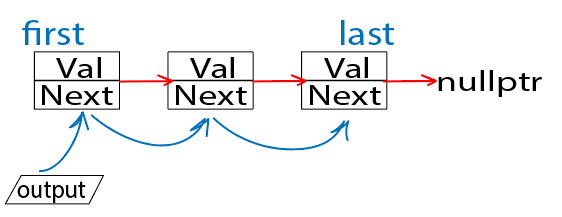 first last
Val Val Val
Next Next Next nullptr
output